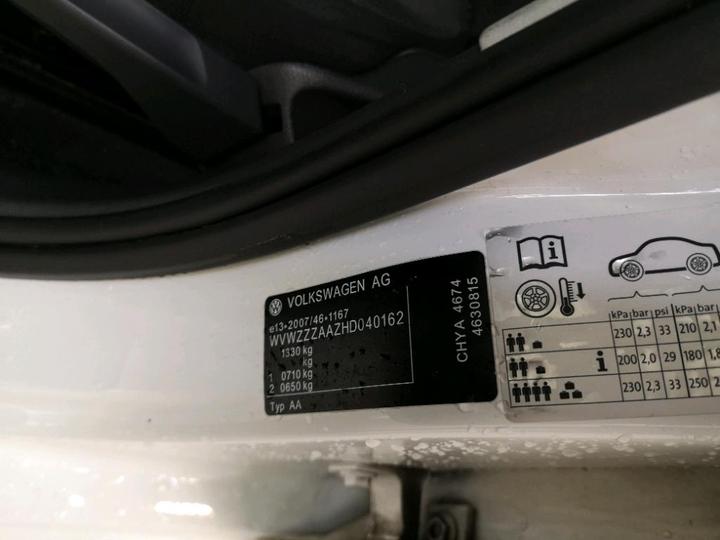 VOLKSWAGEN AG
e13*2007/46*1167
WVWZZZAAZHD040162
1330 kg
kg
1 0710 kg
2 0650 kg
Typ AA
CHYA 4674
4630815
i
kPa bar psi kPa bar
230 2,3 33 210 2,1
i 200 2,0 29 180 1,8
230 2,3 33 250 2,